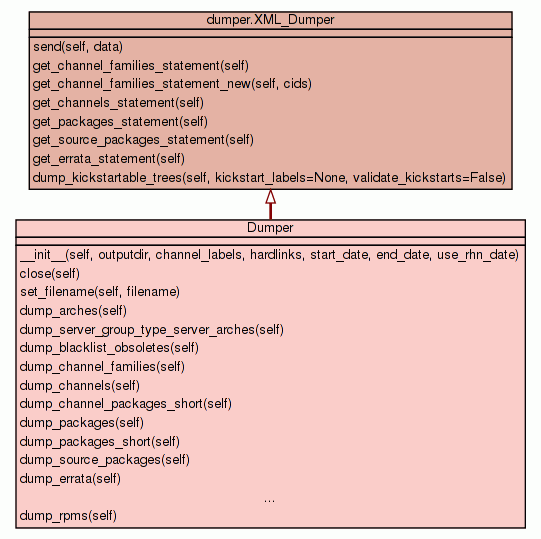 dumper.XML_Dumper
send(self, data)
get_channel_families_statement(self)
get_channel_families_statement_new(self, cids)
get_channels_statement(self)
get_packages_statement(self)
get_source_packages_statement(self)
get_errata_statement(self)
dump_kickstartable_trees(self, kickstart_labels=None, validate_kickstarts=False)
Dumper
__init__(self, outputdir, channel_labels, hardlinks, start_date, end_date, use_rhn_date)
close(self)
set_filename(self, filename)
dump_arches(self)
dump_server_group_type_server_arches(self)
dump_blacklist_obsoletes(self)
dump_channel_families(self)
dump_channels(self)
dump_channel_packages_short(self)
dump_packages(self)
dump_packages_short(self)
dump_source_packages(self)
dump_errata(self)
...
dump_rpms(self)